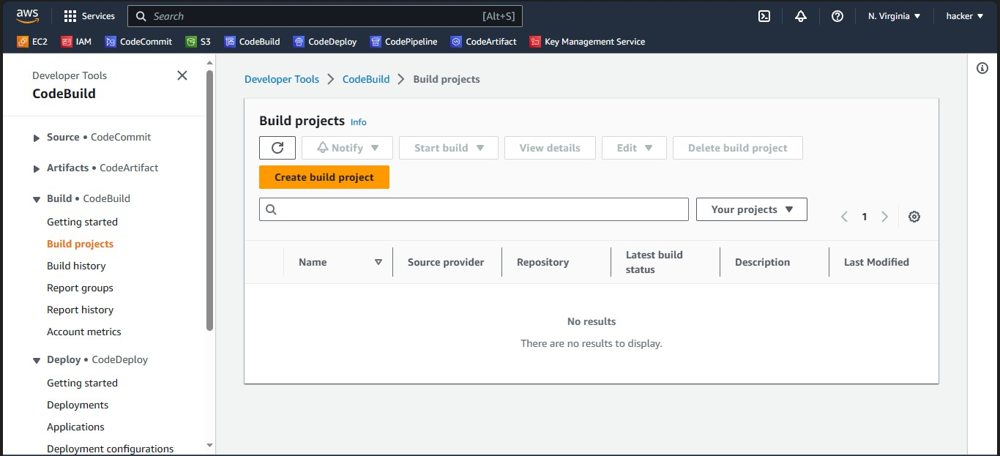 aws
Services
Search [Alt+S]
N. Virginia
hacker
EC2 IAM CodeCommit S3 CodeBuild CodeDeploy CodePipeline CodeArtifact Key Management Service
Developer Tools
CodeBuild
Source • CodeCommit
Artifacts • CodeArtifact
Build • CodeBuild
Getting started
Build projects
Build history
Report groups
Report history
Account metrics
Deploy • CodeDeploy
Getting started
Deployments
Applications
Deployment configurations
Developer Tools > CodeBuild > Build projects
Build projects Info
Notify Start build View details Edit Delete build project
Create build project
Your projects 1
Name Source provider Repository Latest build status Description Last Modified
No results
There are no results to display.